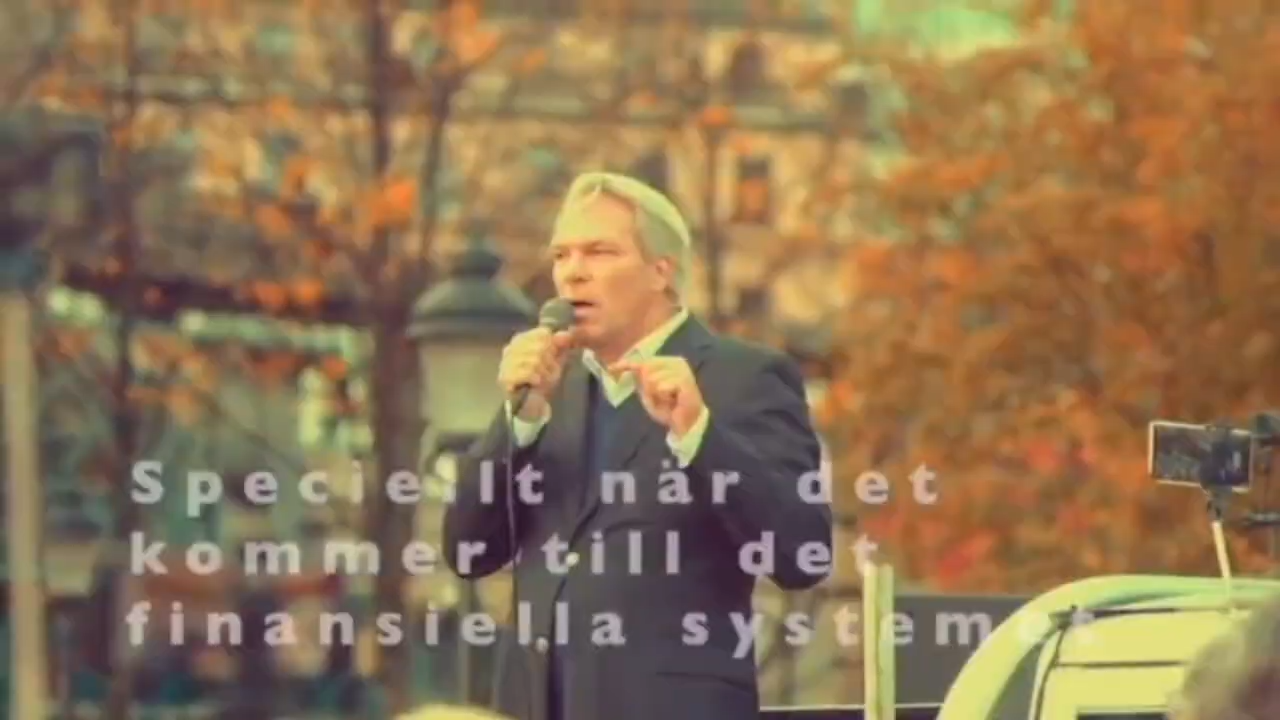 Speciellt när det
kommer till det
finansiella systemet